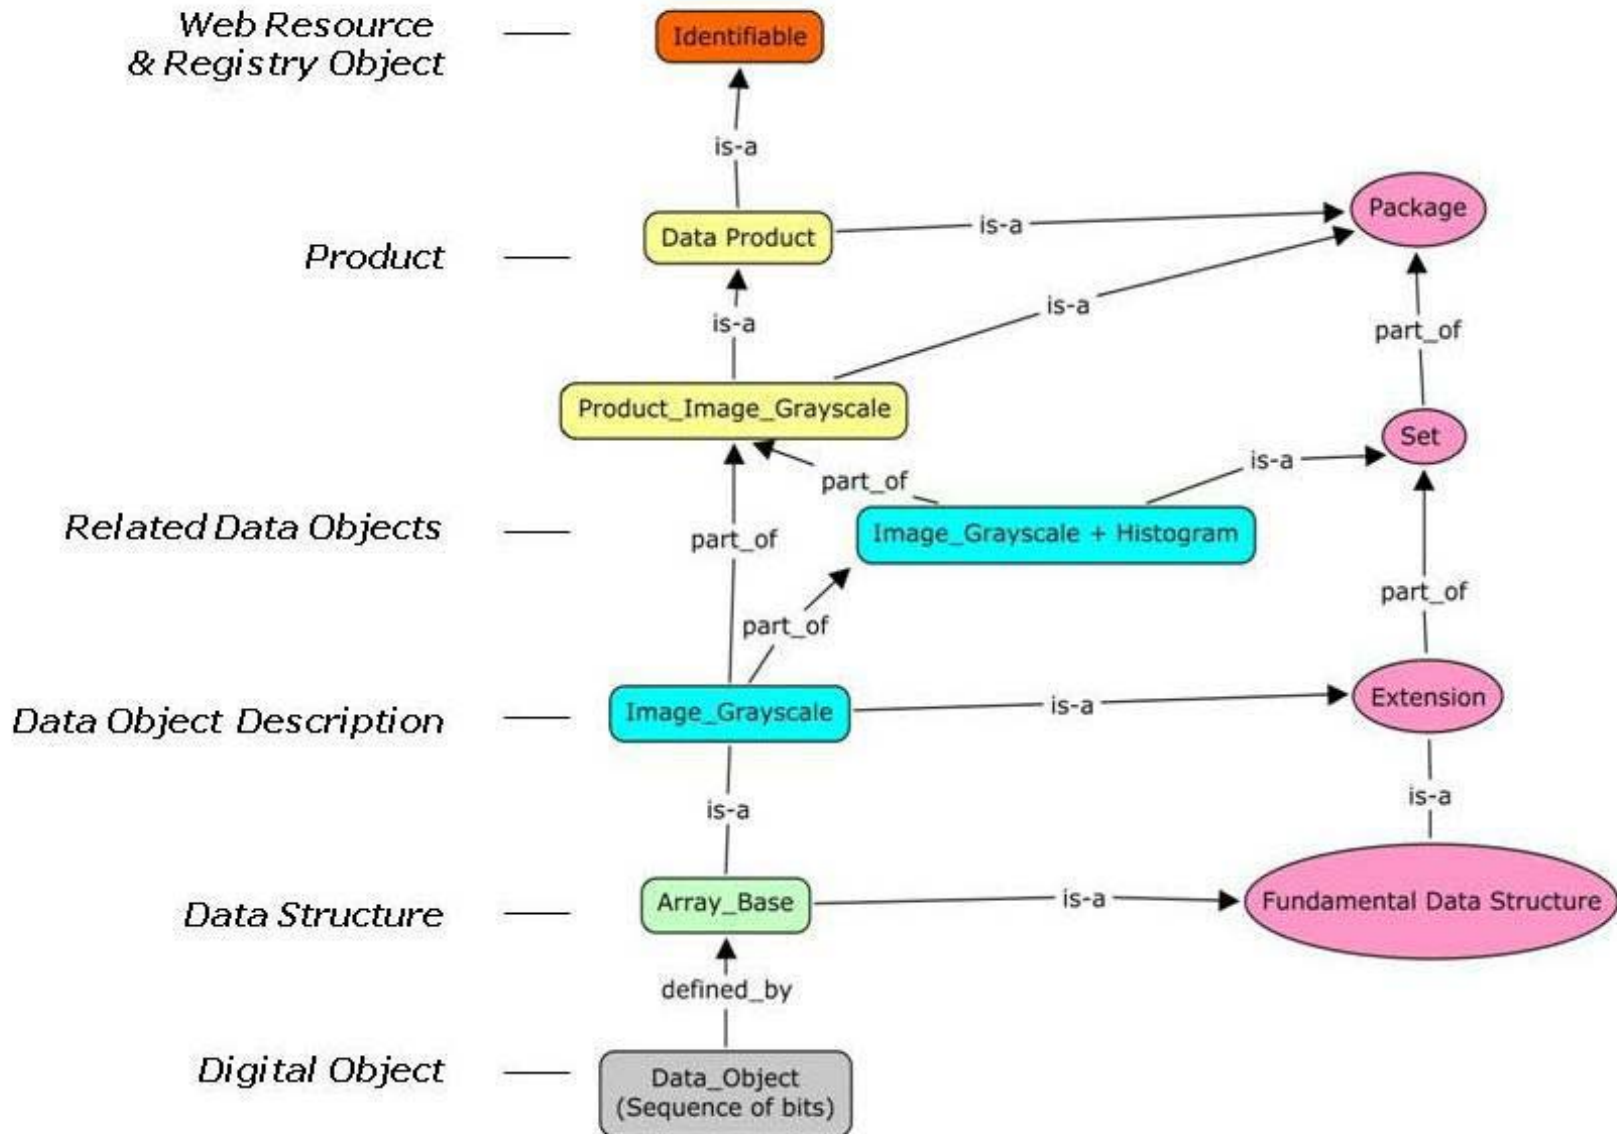 Web Resource
& Registry Object
Identifiable
is-a
Data Product
is-a
Package
Product
is-a
is-a
part_of
Product_Image_Grayscale
Set
part_of
is-a
Related Data Objects
Image_Grayscale + Histogram
part_of
part_of
part_of
Data Object Description
Image_Grayscale
is-a
Extension
is-a
is-a
Data Structure
Array_Base
is-a
Fundamental Data Structure
defined_by
Digital Object
Data_Object
(Sequence of bits)